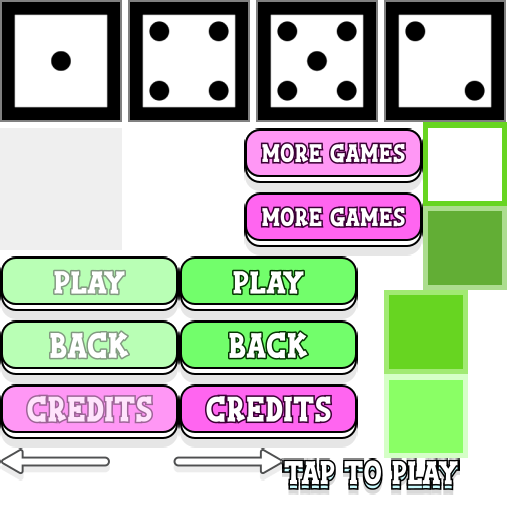 MORE GAMES
MORE GAMES
PLAY PLAY
BACK BACK
CREDITS CREDITS
TAP TO PLAY